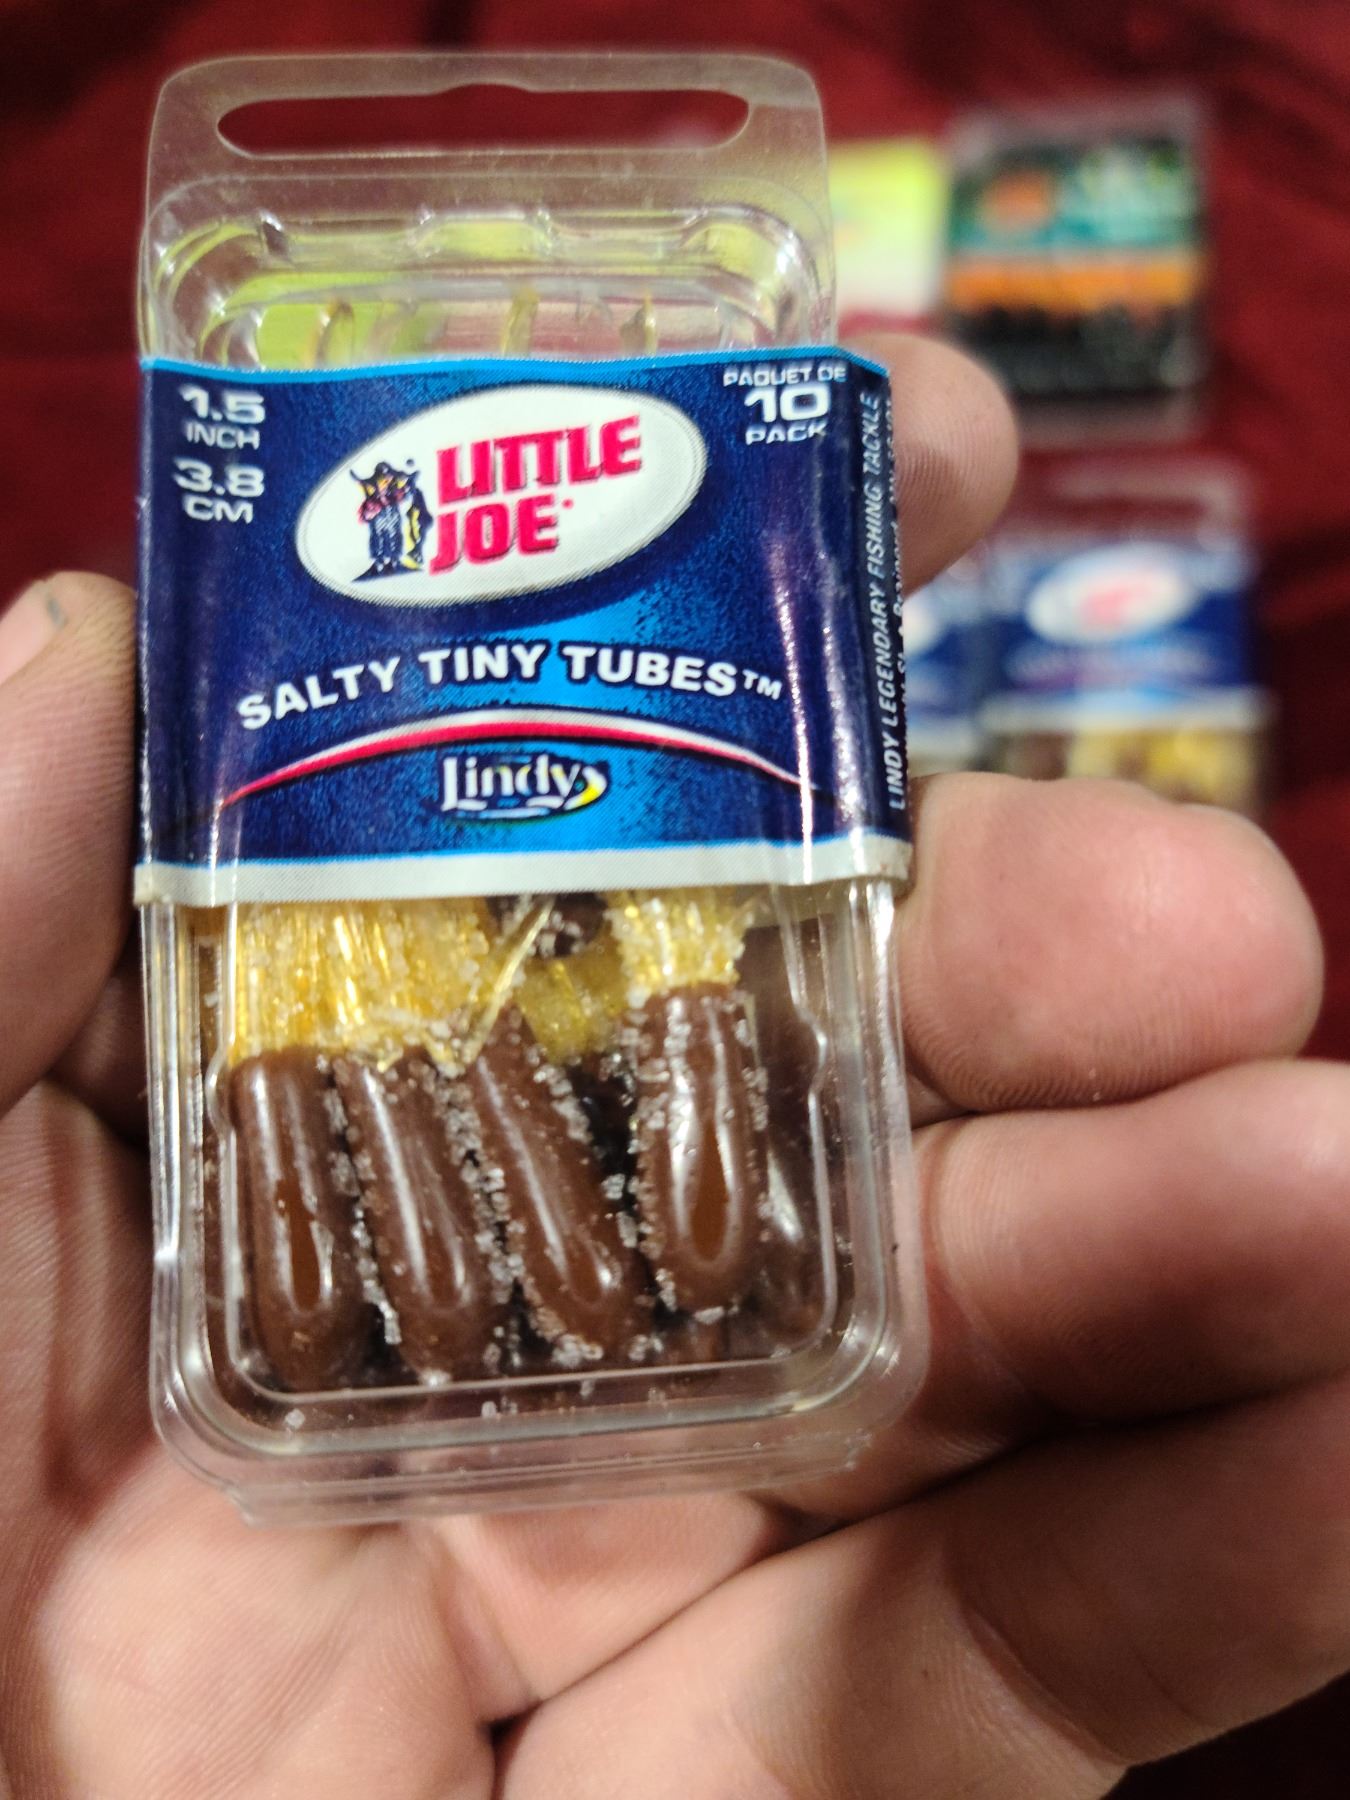 1.5
INCH
3.8
CM
LITTLE
JOE
PAQUET DE
10
PACK
SALTY TINY TUBES™
Lindy
LINDY LEGENDARY FISHING TACKLE